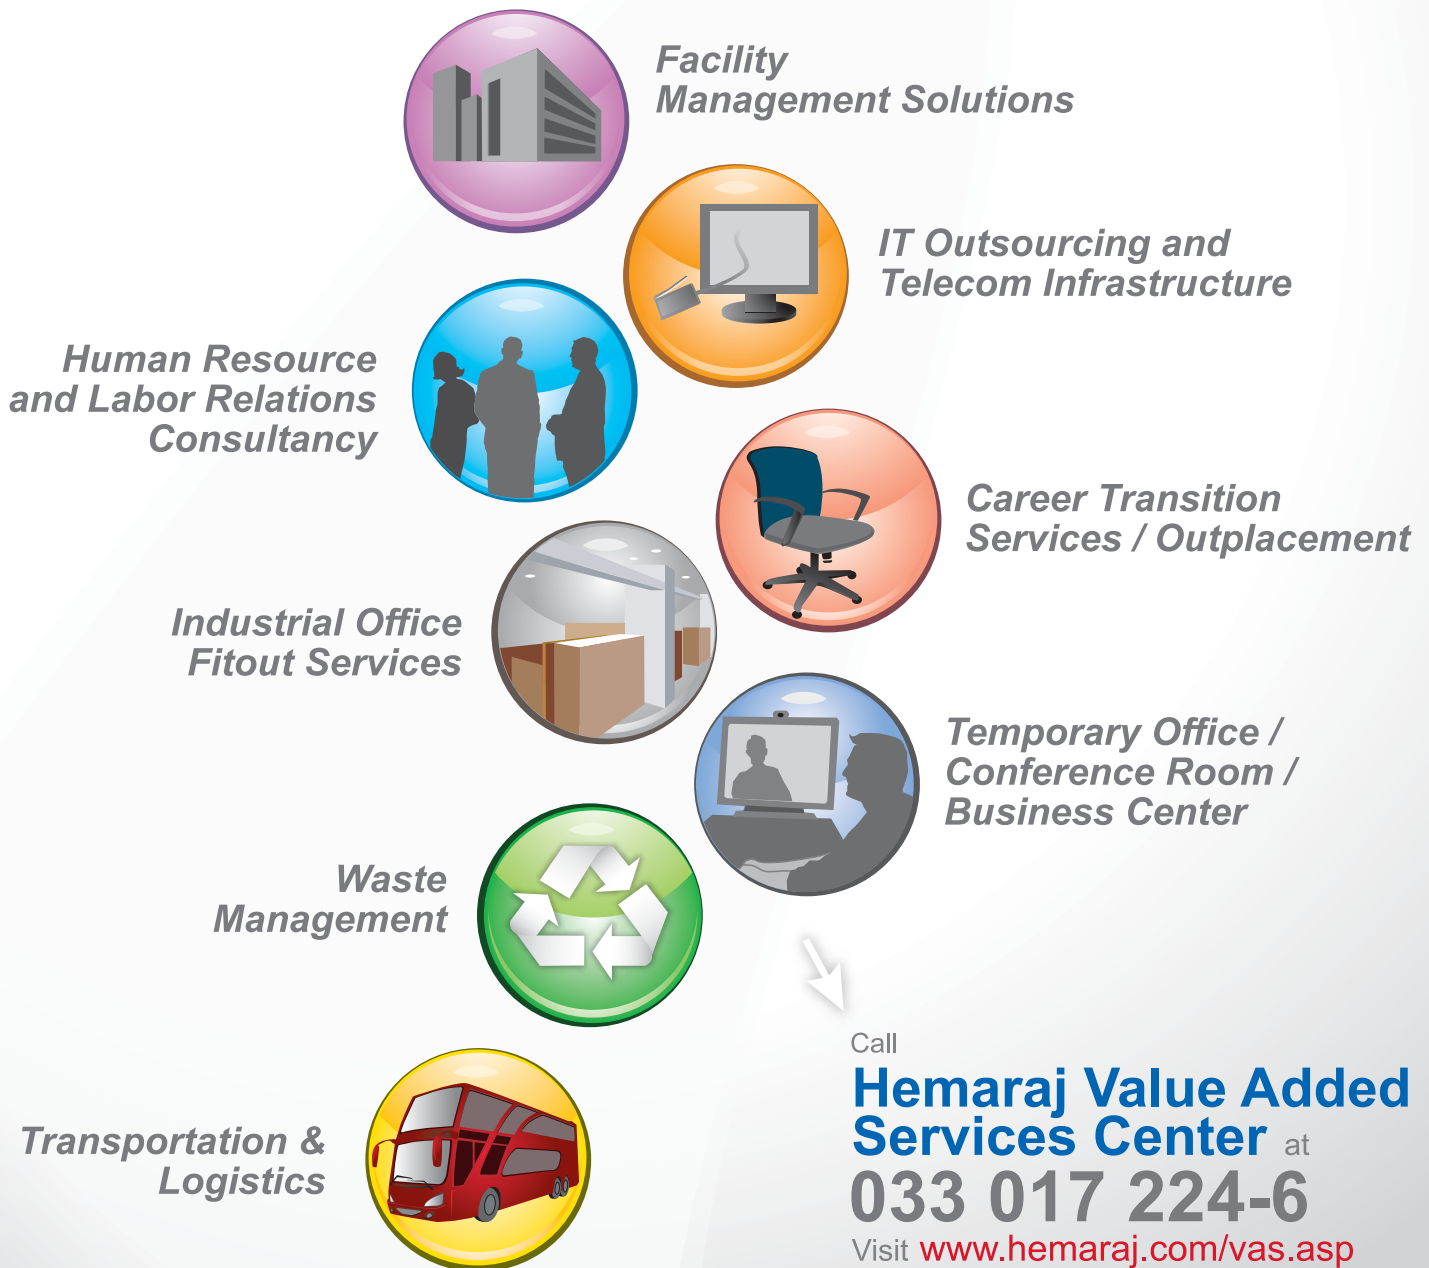 Facility
Management Solutions
IT Outsourcing and
Telecom Infrastructure
Human Resource
and Labor Relations
Consultancy
Career Transition
Services / Outplacement
Industrial Office
Fitout Services
Temporary Office /
Conference Room /
Business Center
Waste
Management
Transportation &
Logistics
Call
Hemaraj Value Added
Services Center at
033 017 224-6
Visit www.hemaraj.com/vas.asp